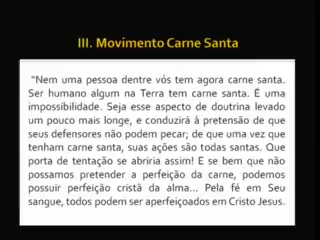 III. Movimento Carne Santa
"Nem uma pessoa dentre vós tem agora carne santa.
Ser humano algum na Terra tem carne santa. É uma
impossibilidade. Seja esse aspecto de doutrina levado
um pouco mais longe, e conduzirá à pretensão de que
seus defensores não podem pecar; de que uma vez que
tenham carne santa, suas ações são todas santas. Que
porta de tentação se abriria assim! E se bem que não
possamos pretender a perfeição da carne, podemos
possuir perfeição cristã da alma... Pela fé em Seu
sangue, todos podem ser aperfeiçoados em Cristo Jesus.